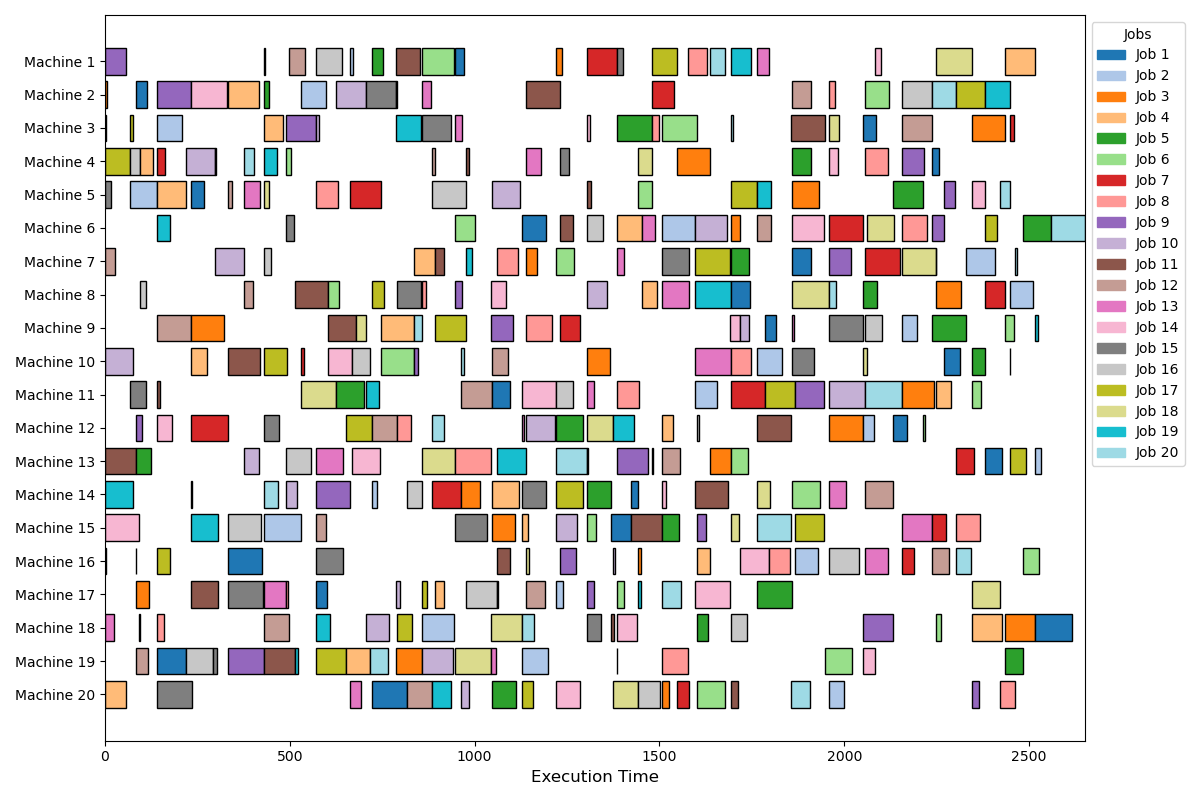 Machine 1
Machine 2
Machine 3
Machine 4
Machine 5
Machine 6
Machine 7
Machine 8
Machine 9
Machine 10
Machine 11
Machine 12
Machine 13
Machine 14
Machine 15
Machine 16
Machine 17
Machine 18
Machine 19
Machine 20
0 500 1000 1500 2000 2500
Execution Time
Jobs
Job 1
Job 2
Job 3
Job 4
Job 5
Job 6
Job 7
Job 8
Job 9
Job 10
Job 11
Job 12
Job 13
Job 14
Job 15
Job 16
Job 17
Job 18
Job 19
Job 20